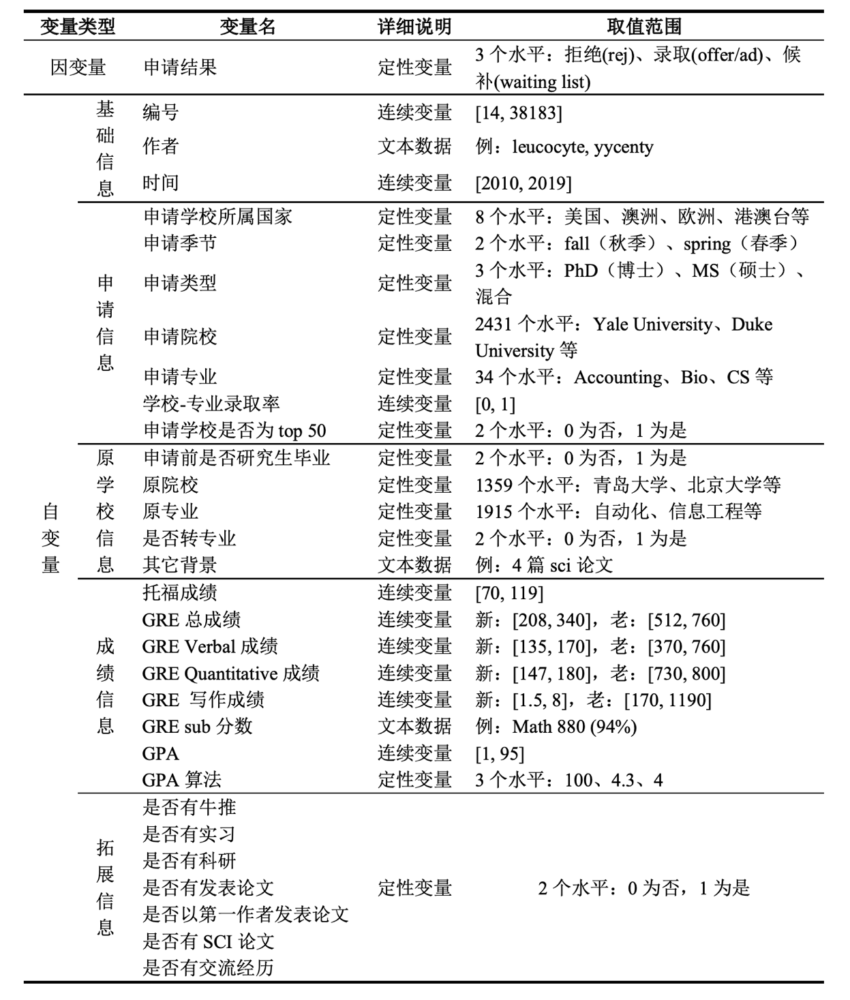 变量类型 变量名 详细说明 取值范围
因变量 申请结果 定性变量 3 个水平：拒绝(rej)、录取(offer/ad)、候
补(waiting list)
自变量
基础信息
编号 连续变量 [14, 38183]
作者 文本数据 例：leucocyte, yycenty
时间 连续变量 [2010, 2019]
申请信息
申请学校所属国家 定性变量 8 个水平：美国、澳洲、欧洲、港澳台等
申请季节 定性变量 2 个水平：fall（秋季）、spring（春季）
申请类型 定性变量 3 个水平：PhD（博士）、MS（硕士）、
混合
申请院校 定性变量 2431 个水平：Yale University、Duke
University 等
申请专业 定性变量 34 个水平：Accounting、Bio、CS 等
学校-专业录取率 连续变量 [0, 1]
申请学校是否为 top 50 定性变量 2 个水平：0 为否，1 为是
原学校信息
申请前是否研究生毕业 定性变量 2 个水平：0 为否，1 为是
原院校 定性变量 1359 个水平：青岛大学、北京大学等
原专业 定性变量 1915 个水平：自动化、信息工程等
是否转专业 定性变量 2 个水平：0 为否，1 为是
其它背景 文本数据 例：4 篇 sci 论文
成绩信息
托福成绩 连续变量 [70, 119]
GRE 总成绩 连续变量 新：[208, 340]，老：[512, 760]
GRE Verbal 成绩 连续变量 新：[135, 170]，老：[370, 760]
GRE Quantitative 成绩 连续变量 新：[147, 180]，老：[730, 800]
GRE 写作成绩 连续变量 新：[1.5, 8]，老：[170, 1190]
GRE sub 分数 文本数据 例：Math 880 (94%)
GPA 连续变量 [1, 95]
GPA 算法 定性变量 3 个水平：100、4.3、4
拓展信息
是否有牛推
是否有实习
是否有科研
是否有发表论文 定性变量 2 个水平：0 为否，1 为是
是否以第一作者发表论文
是否有 SCI 论文
是否有交流经历